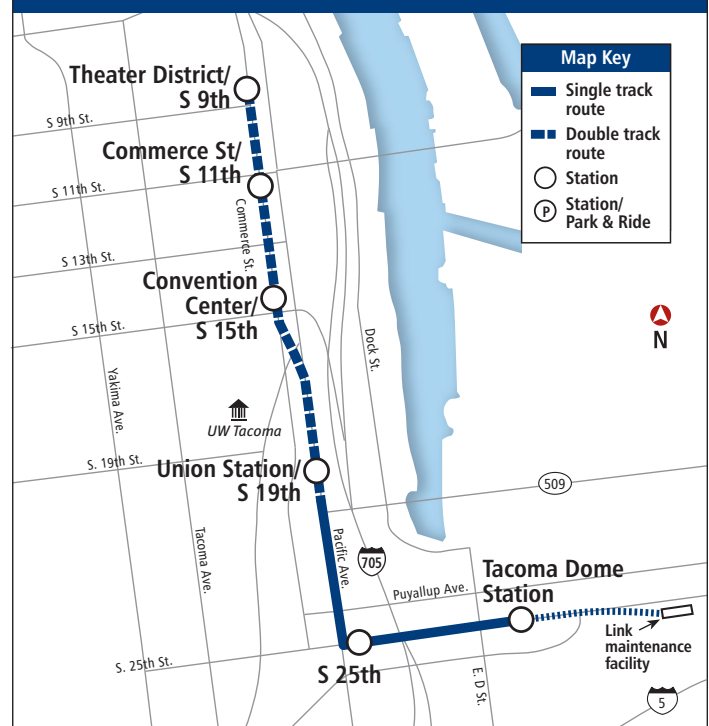 Map Key
Single track
route
Double track
route
Station
P
Station/
Park & Ride
Theater District/
S 9th
S 9th St.
Commerce St/
S 11th
S 11th St.
Commerce St.
S 13th St.
Convention
Center/
S 15th
S 15th St.
Dock St.
N
Yakima Ave.
UW Tacoma
S. 19th St.
Union Station/
S 19th
509
Tacoma Ave.
Pacific Ave.
705
Puyallup Ave.
Tacoma Dome
Station
Link
maintenance
facility
S. 25th St.
S 25th
E. D St.
5